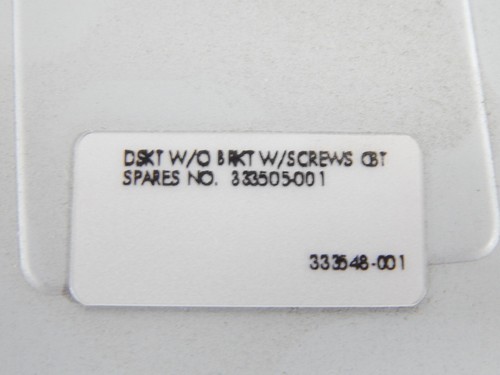 DSKT W/O BRKT W/SCREWS CBT
SPARES NO. 333505-001
333548-001